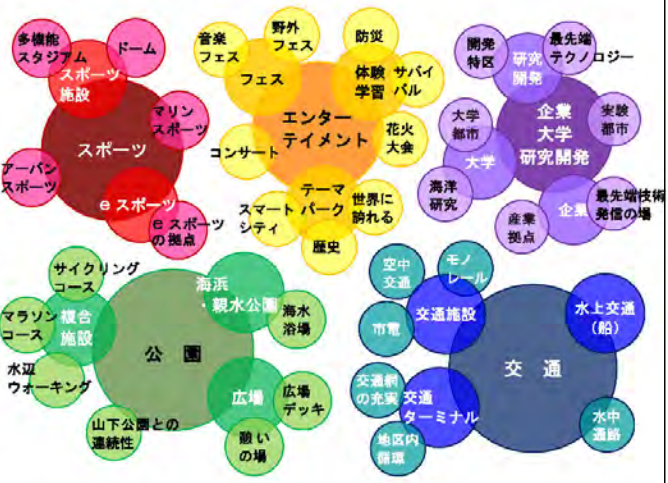 多機能
スタジアム
ドーム
スポーツ
施設
マリン
スポーツ
スポーツ
アーバン
スポーツ
eスポーツ
eスポーツ
の拠点
音楽
フェス
野外
フェス
防災
フェス
体験
学習
サバイ
バル
エンター
テイメント
花火
大会
コンサート
テーマ
パーク
世界に
誇れる
スマート
シティ
歴史
開発
特区
研究
開発
最先端
テクノロジー
企業
大学
研究開発
実験
都市
大学
都市
大学
海洋
研究
企業
最先端技術
発信の場
産業
拠点
サイクリング
コース
海浜
・親水公園
マラソン
コース
複合
施設
海水
浴場
公　園
水辺
ウォーキング
広場
広場
デッキ
山下公園との
連続性
憩い
の場
空中
交通
モノ
レール
交通施設
水上交通
(船)
市電
交　通
交通網
の充実
交通
ターミナル
地区内
循環
水中
通路